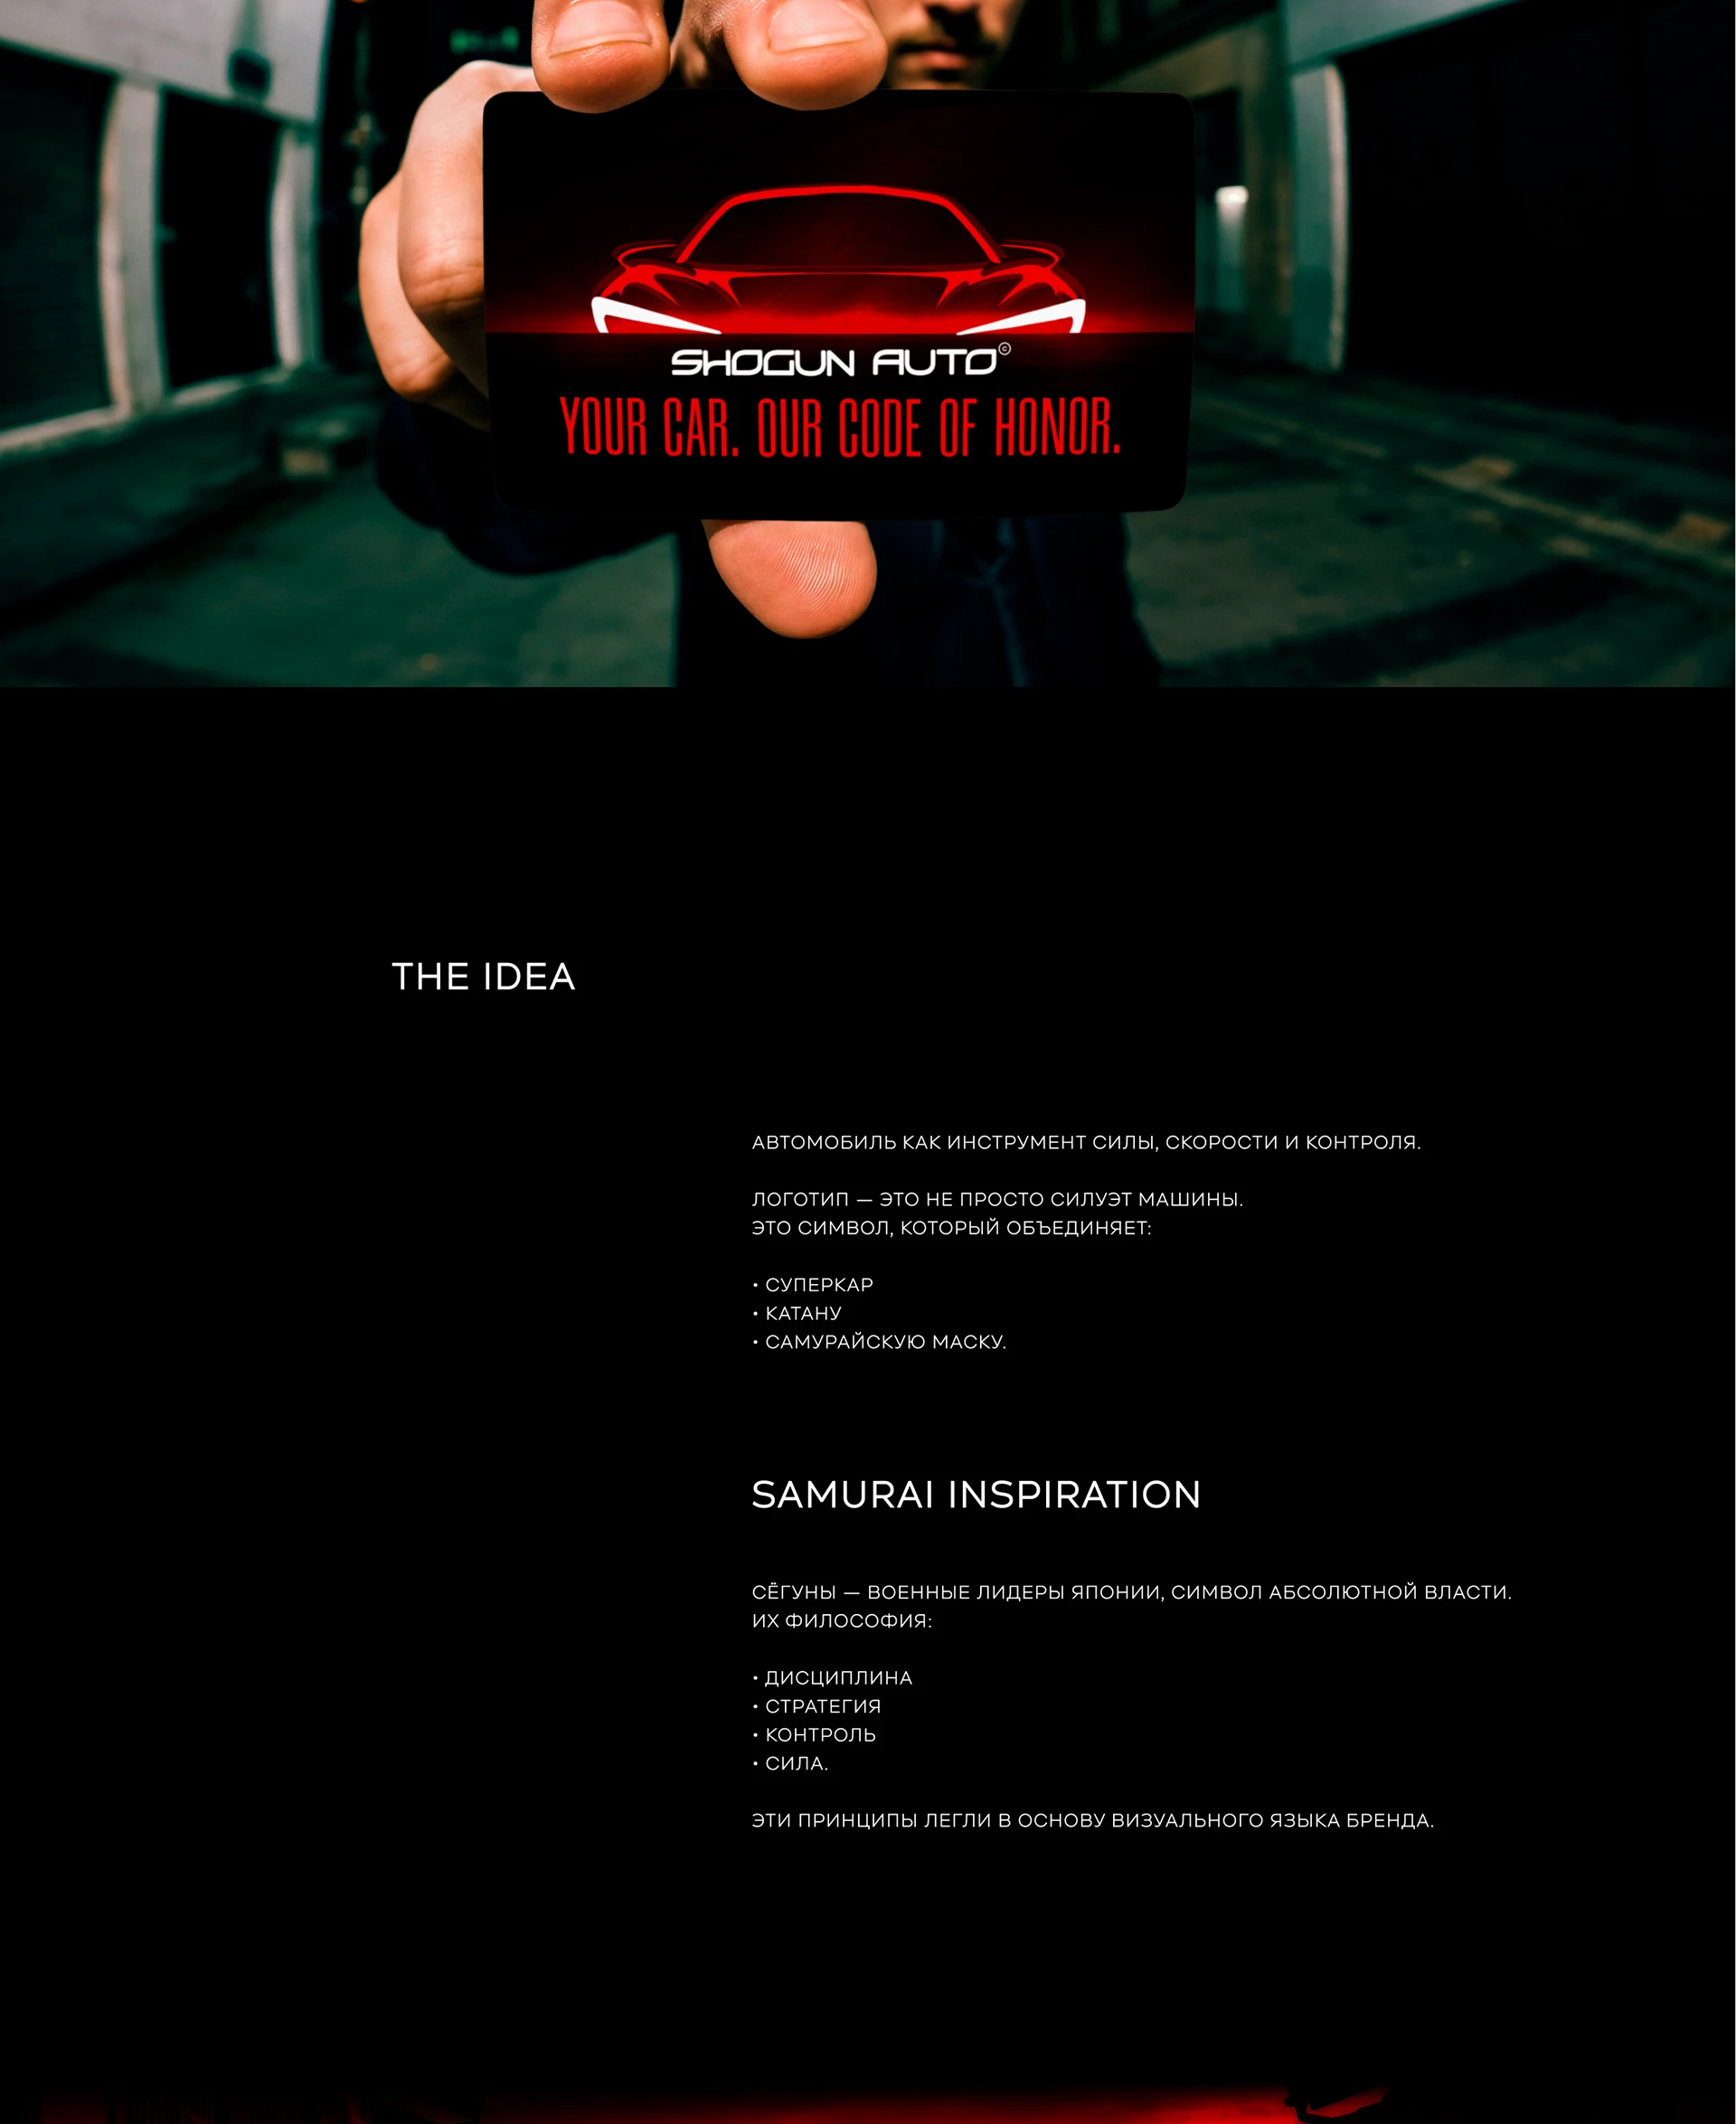 SHOGUN AUTO©
YOUR CAR. OUR CODE OF HONOR.
THE IDEA
АВТОМОБИЛЬ КАК ИНСТРУМЕНТ СИЛЫ, СКОРОСТИ И КОНТРОЛЯ.
ЛОГОТИП — ЭТО НЕ ПРОСТО СИЛУЭТ МАШИНЫ.
ЭТО СИМВОЛ, КОТОРЫЙ ОБЪЕДИНЯЕТ:
• СУПЕРКАР
• КАТАНУ
• САМУРАЙСКУЮ МАСКУ.
SAMURAI INSPIRATION
СЁГУНЫ — ВОЕННЫЕ ЛИДЕРЫ ЯПОНИИ, СИМВОЛ АБСОЛЮТНОЙ ВЛАСТИ.
ИХ ФИЛОСОФИЯ:
• ДИСЦИПЛИНА
• СТРАТЕГИЯ
• КОНТРОЛЬ
• СИЛА.
ЭТИ ПРИНЦИПЫ ЛЕГЛИ В ОСНОВУ ВИЗУАЛЬНОГО ЯЗЫКА БРЕНДА.